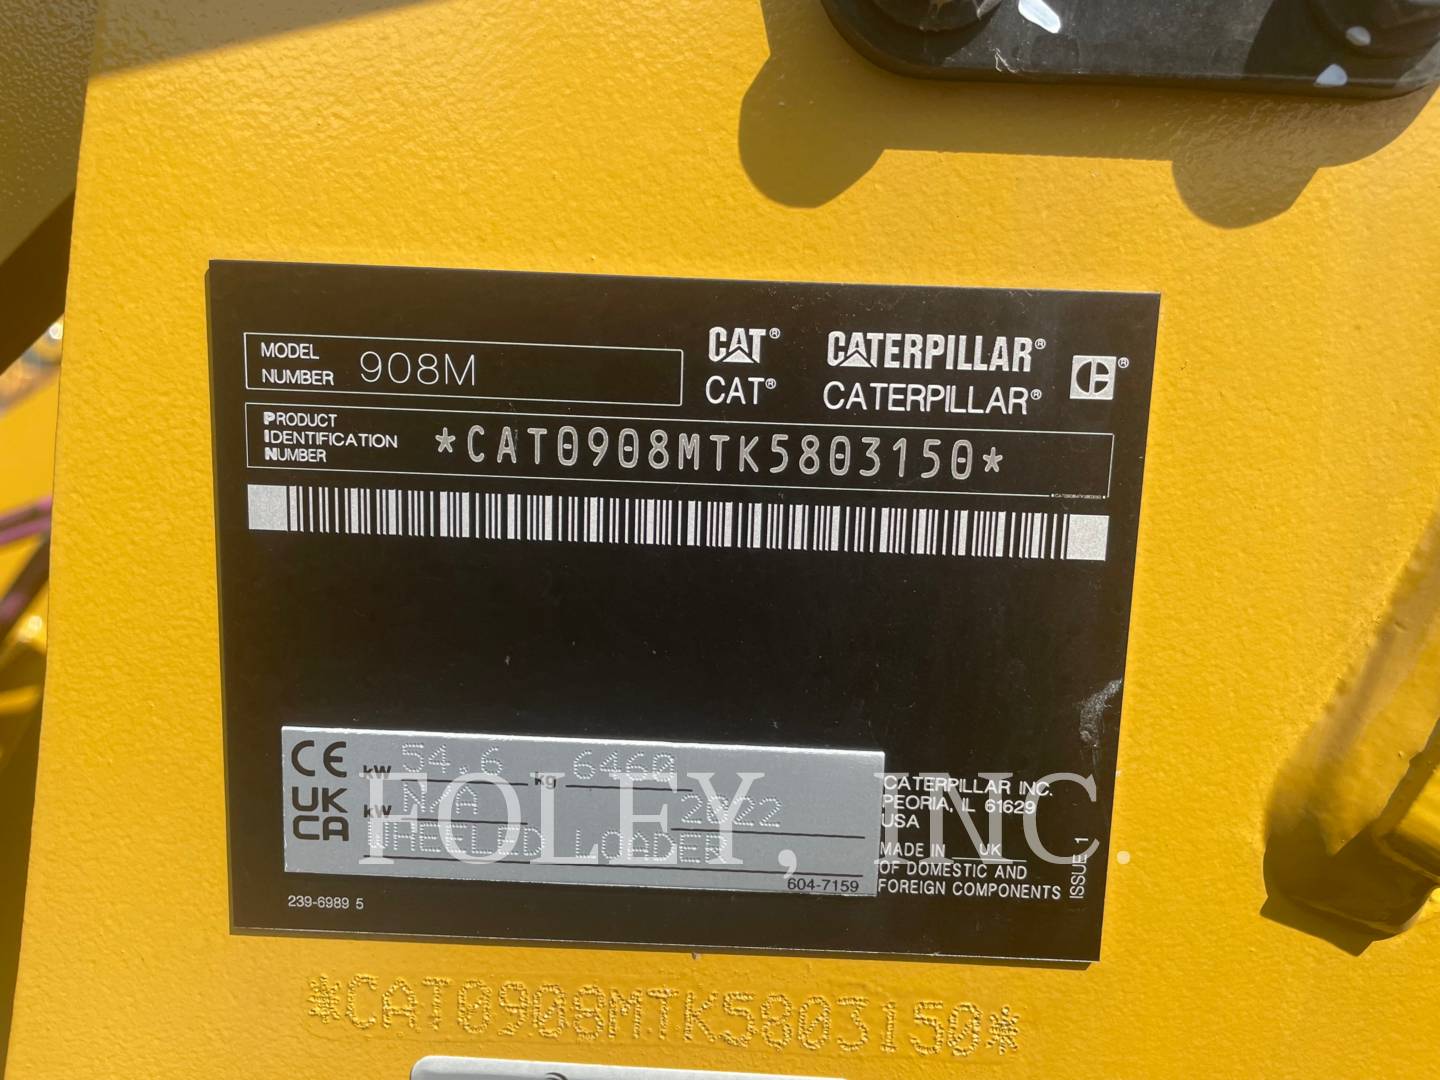 MODEL NUMBER 908M
CAT® CATERPILLAR® ®
CAT® CATERPILLAR®
PRODUCT IDENTIFICATION NUMBER *CAT0908MTK5803150*
CE kW 54.6 kg 6460
UK CA kW N/A 2022
WHEELED LOADER
604-7159
239-6989 5
CATERPILLAR INC.
PEORIA, IL 61629
USA
MADE IN UK
OF DOMESTIC AND
FOREIGN COMPONENTS
ISSUE 1
FOLEY, INC.
*CAT0908MTK5803150*